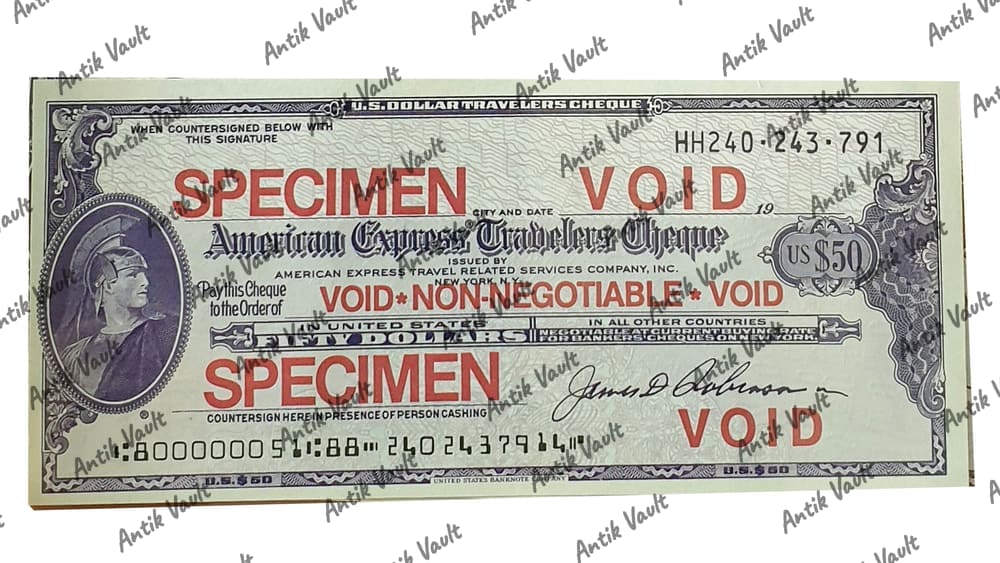 U.S. DOLLAR TRAVELERS CHEQUE
WHEN COUNTERSIGNED BELOW WITH
THIS SIGNATURE
HH240·243·791
SPECIMEN VOID
CITY AND DATE 19
American Express® Travelers Cheque
US $50
ISSUED BY
AMERICAN EXPRESS TRAVEL RELATED SERVICES COMPANY, INC.
NEW YORK, N.Y.
Pay this Cheque
to the Order of
VOID*NON-NEGOTIABLE*VOID
IN UNITED STATES
FIFTY DOLLARS
IN ALL OTHER COUNTRIES
NEGOTIABLE AT CURRENT BUYING RATE
FOR BANKERS CHEQUES ON NEW YORK
SPECIMEN
James D Robinson III
COUNTERSIGN HERE IN PRESENCE OF PERSON CASHING
VOID
®
⑆800000051⑆88⑈ 2402437914⑈
U.S.$50
UNITED STATES BANKNOTE COMPANY
U.S.$50
Antik Vault